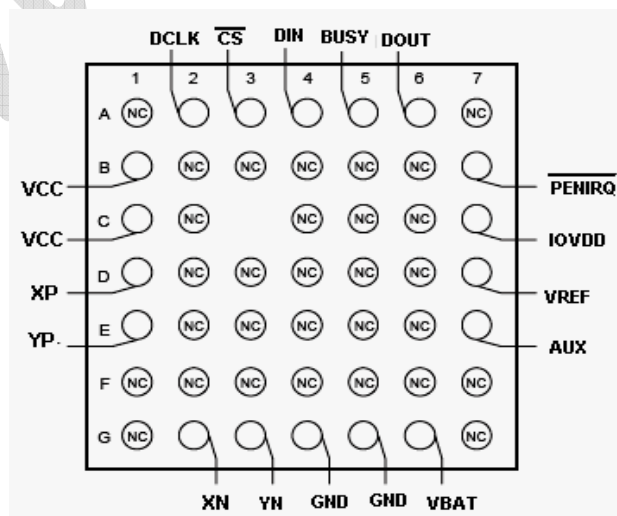 DCLK CS DIN BUSY DOUT
1 2 3 4 5 6 7
A NC NC
B NC NC NC NC NC
VCC PENIRQ
C NC NC NC NC
VCC IOVDD
D NC NC NC NC NC
XP VREF
E NC NC NC NC NC
YP. AUX
F NC NC NC NC NC NC NC
G NC NC
XN YN GND GND VBAT